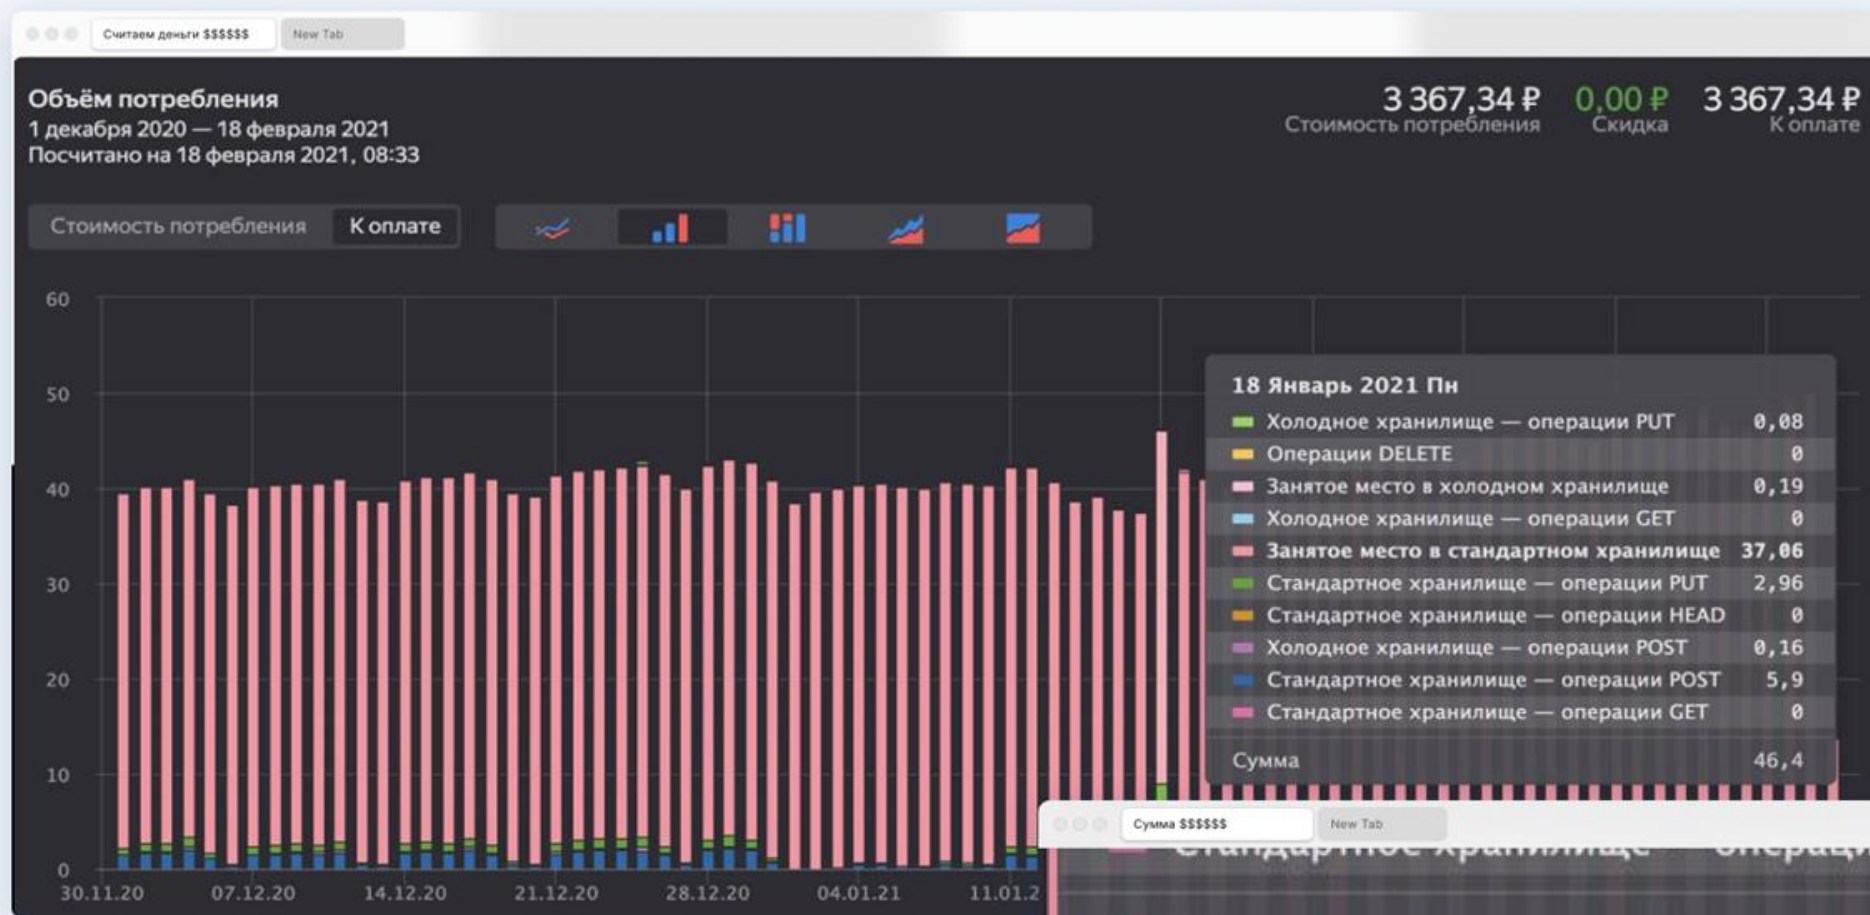 Считаем деньги $$$$$$
New Tab
Объём потребления
1 декабря 2020 — 18 февраля 2021
Посчитано на 18 февраля 2021, 08:33
3 367,34 ₽ 0,00 ₽ 3 367,34 ₽
Стоимость потребления Скидка К оплате
Стоимость потребления К оплате
60
50
40
30
20
10
0
30.11.20 07.12.20 14.12.20 21.12.20 28.12.20 04.01.21 11.01.2
18 Январь 2021 Пн
Холодное хранилище — операции PUT 0,08
Операции DELETE 0
Занятое место в холодном хранилище 0,19
Холодное хранилище — операции GET 0
Занятое место в стандартном хранилище 37,06
Стандартное хранилище — операции PUT 2,96
Стандартное хранилище — операции HEAD 0
Холодное хранилище — операции POST 0,16
Стандартное хранилище — операции POST 5,9
Стандартное хранилище — операции GET 0
Сумма 46,4
Сумма $$$$$$
New Tab
Стандартное хранилище — операци